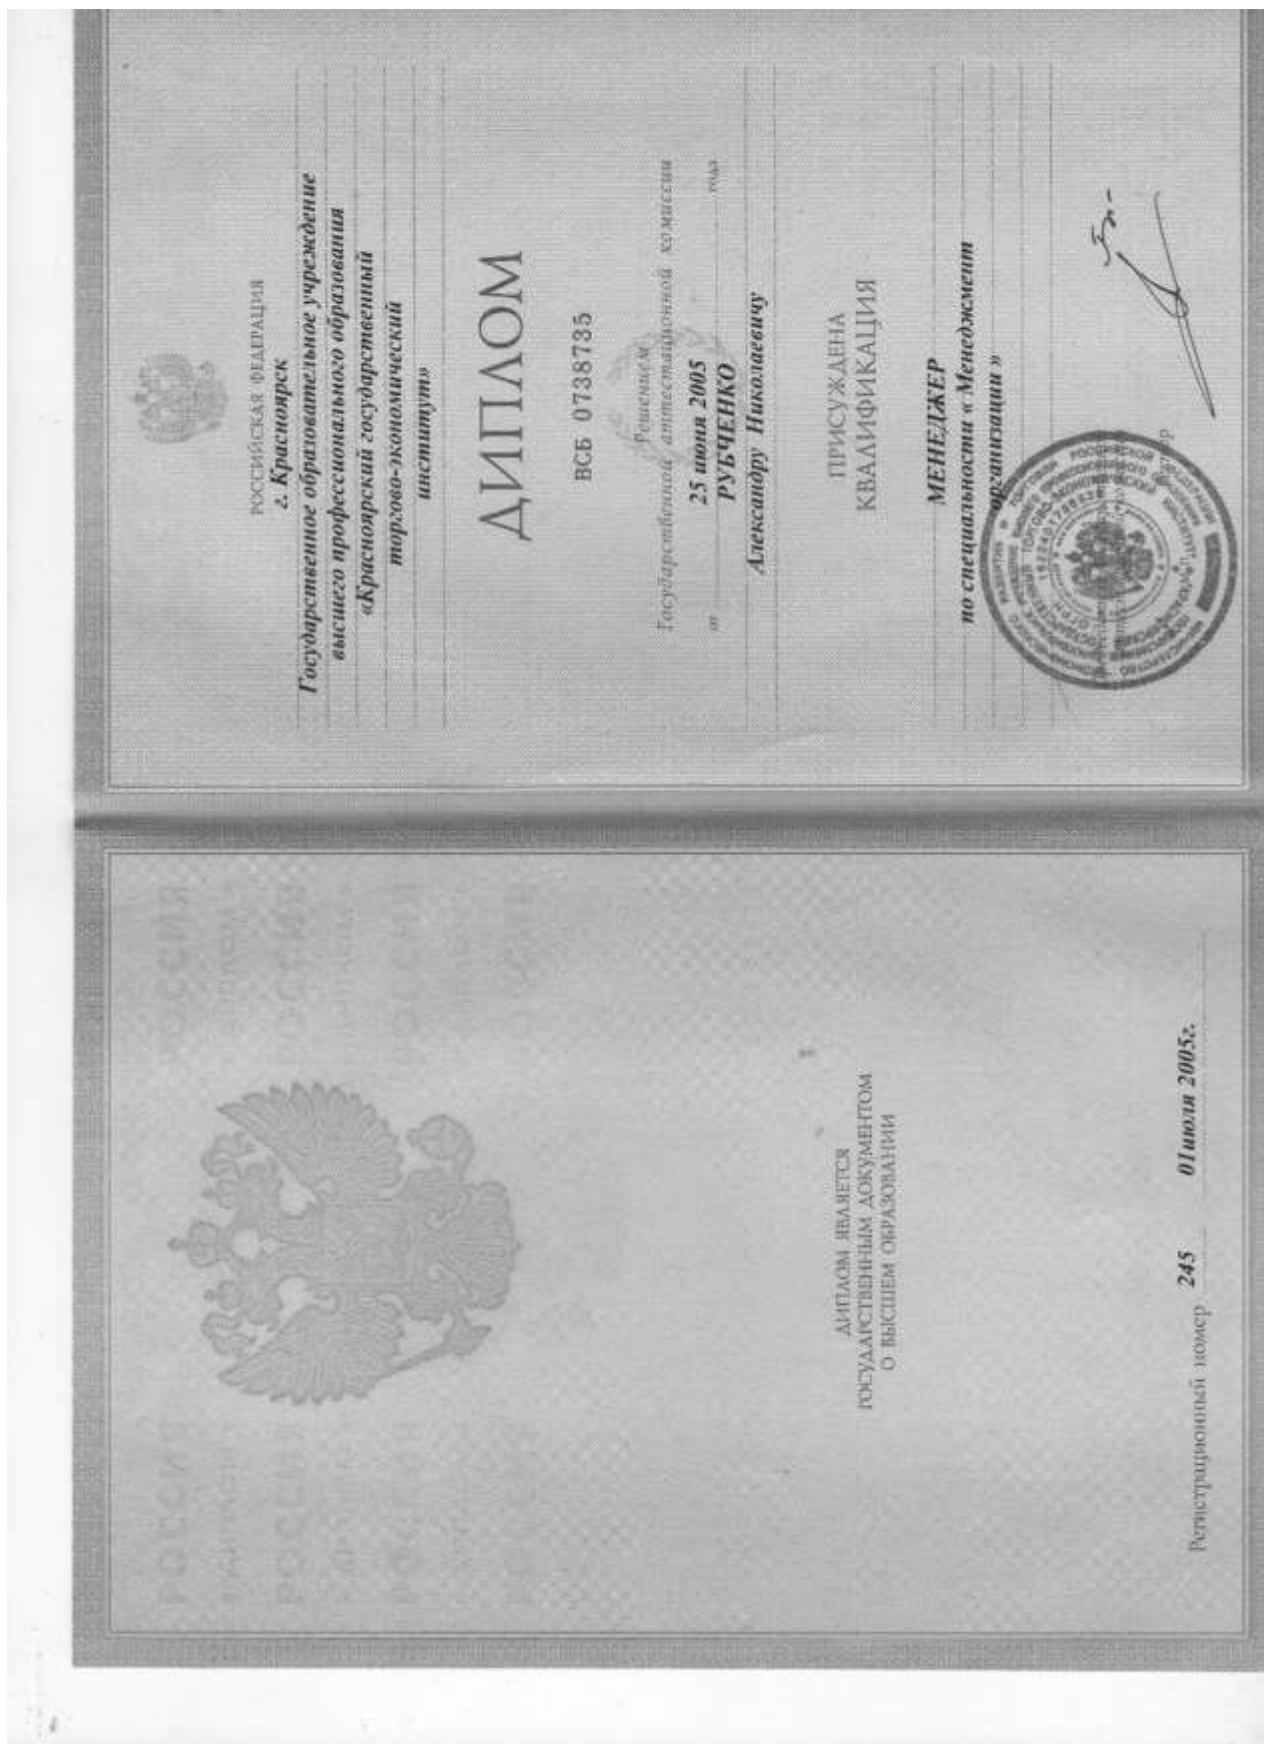 ДИПЛОМ ЯВЛЯЕТСЯ
ГОСУДАРСТВЕННЫМ ДОКУМЕНТОМ
О ВЫСШЕМ ОБРАЗОВАНИИ
Регистрационный номер 245 01июля 2005г.
РОССИЙСКАЯ ФЕДЕРАЦИЯ
г. Красноярск
Государственное образовательное учреждение
высшего профессионального образования
«Красноярский государственный
торгово-экономический
институт»
ДИПЛОМ
ВСБ 0738735
Решением
Государственной аттестационной комиссии
от 25 июня 2005 года
РУБЧЕНКО
Александру Николаевичу
ПРИСУЖДЕНА
КВАЛИФИКАЦИЯ
МЕНЕДЖЕР
по специальности « Менеджмент
организации »